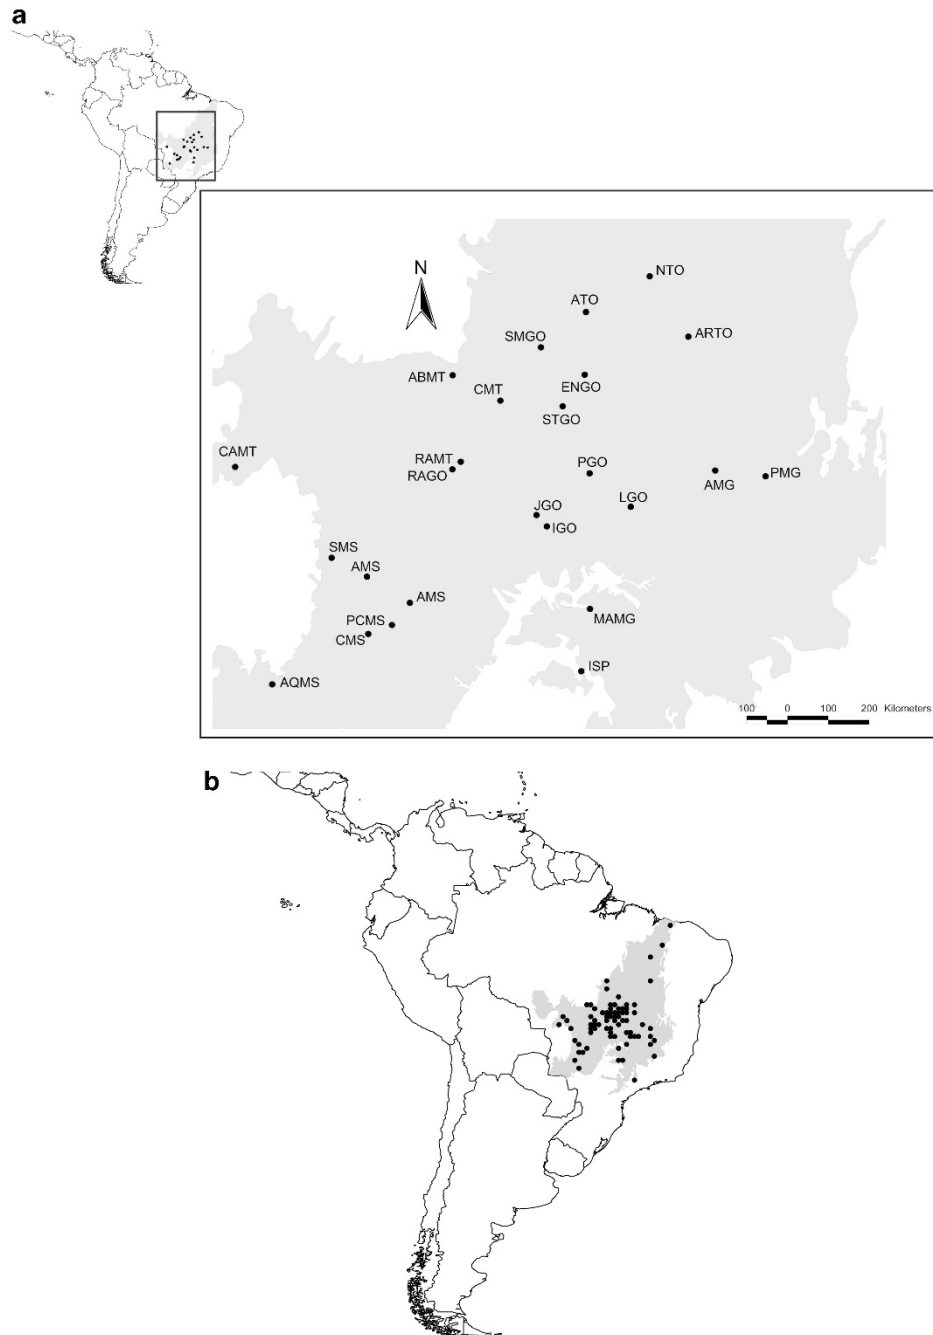 a
N
NTO
ATO
ARTO
SMGO
ABMT
CMT
ENGO
STGO
CAMT
RAMT
RAGO
PGO
AMG
PMG
LGO
JGO
IGO
SMS
AMS
AMS
PCMS
CMS
MAMG
ISP
AQMS
100 0 100 200 Kilometers
b